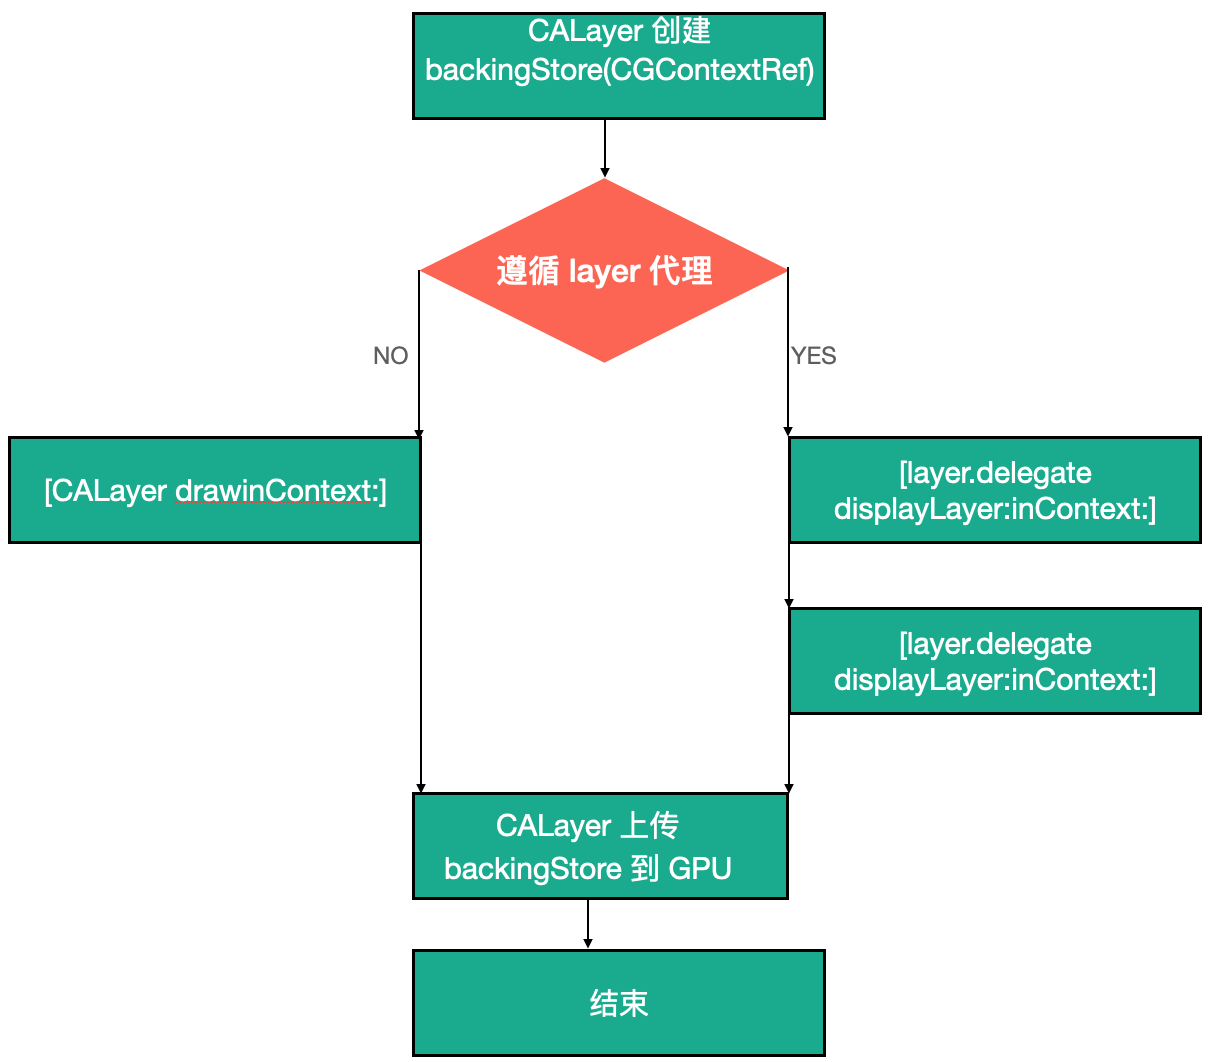 CALayer 创建
backingStore(CGContextRef)
遵循 layer 代理
NO
YES
[CALayer drawinContext:]
[layer.delegate
displayLayer:inContext:]
[layer.delegate
displayLayer:inContext:]
CALayer 上传
backingStore 到 GPU
结束